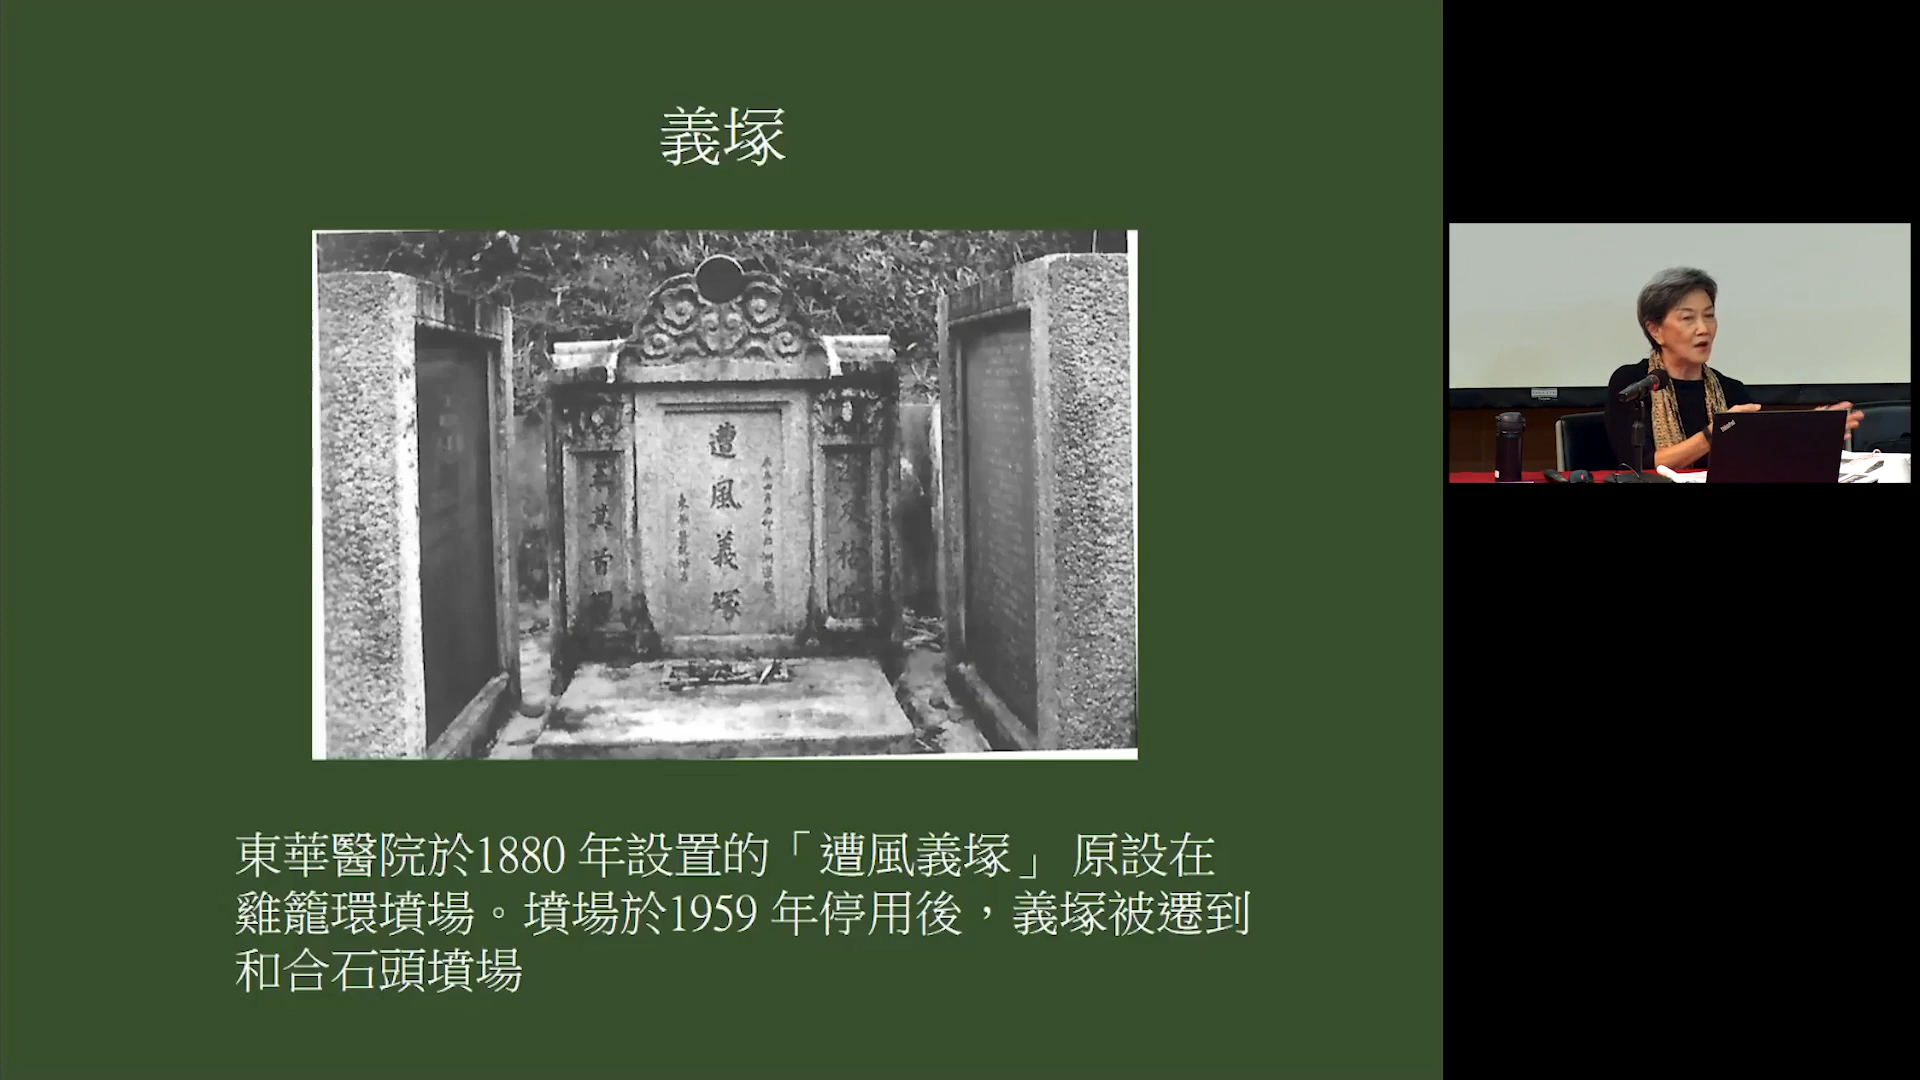 義塚
遭風義塚
東華醫院於1880 年設置的「遭風義塚」 原設在
雞籠環墳場。墳場於1959 年停用後，義塚被遷到
和合石頭墳場
ThinkPad